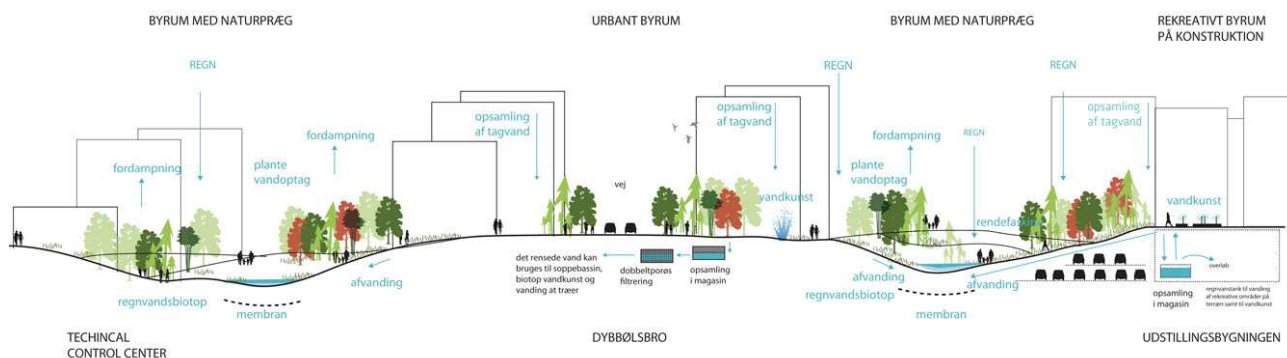 BYRUM MED NATURPRÆG
URBANT BYRUM
BYRUM MED NATURPRÆG
REKREATIVT BYRUM
PÅ KONSTRUKTION
REGN
fordampning
plante
vandoptag
fordampning
opsamling
af tagvand
vej
opsamling
af tagvand
vandkunst
REGN
fordampning
plante
vandoptag
REGN
rendefa
REGN
opsamling
af tagvand
vandkunst
regnvandsbiotop
membran
afvanding
det rensede vand kan
bruges til soppebassin,
biotop vandkunst og
vanding at træer
dobbeltporøs
filtrering
opsamling
i magasin
afvanding
regnvandsbiotop
membran
afvanding
opsamling
i magasin
overløb
regnvanstank til vanding
af rekreative områder på
terræn samt til vandkunst
TECHINCAL
CONTROL CENTER
DYBBØLSBRO
UDSTILLINGSBYGNINGEN